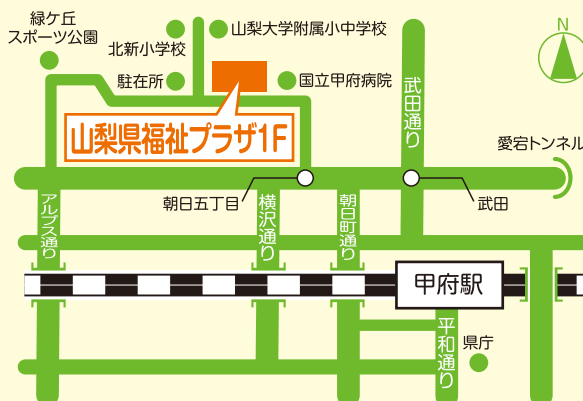 緑ケ丘
スポーツ公園
北新小学校
山梨大学附属小中学校
N
駐在所
国立甲府病院
武田通り
山梨県福祉プラザ1F
愛宕トンネル
朝日五丁目
武田
アルプス通り
横沢通り
朝日町通り
甲府駅
平和通り
県庁